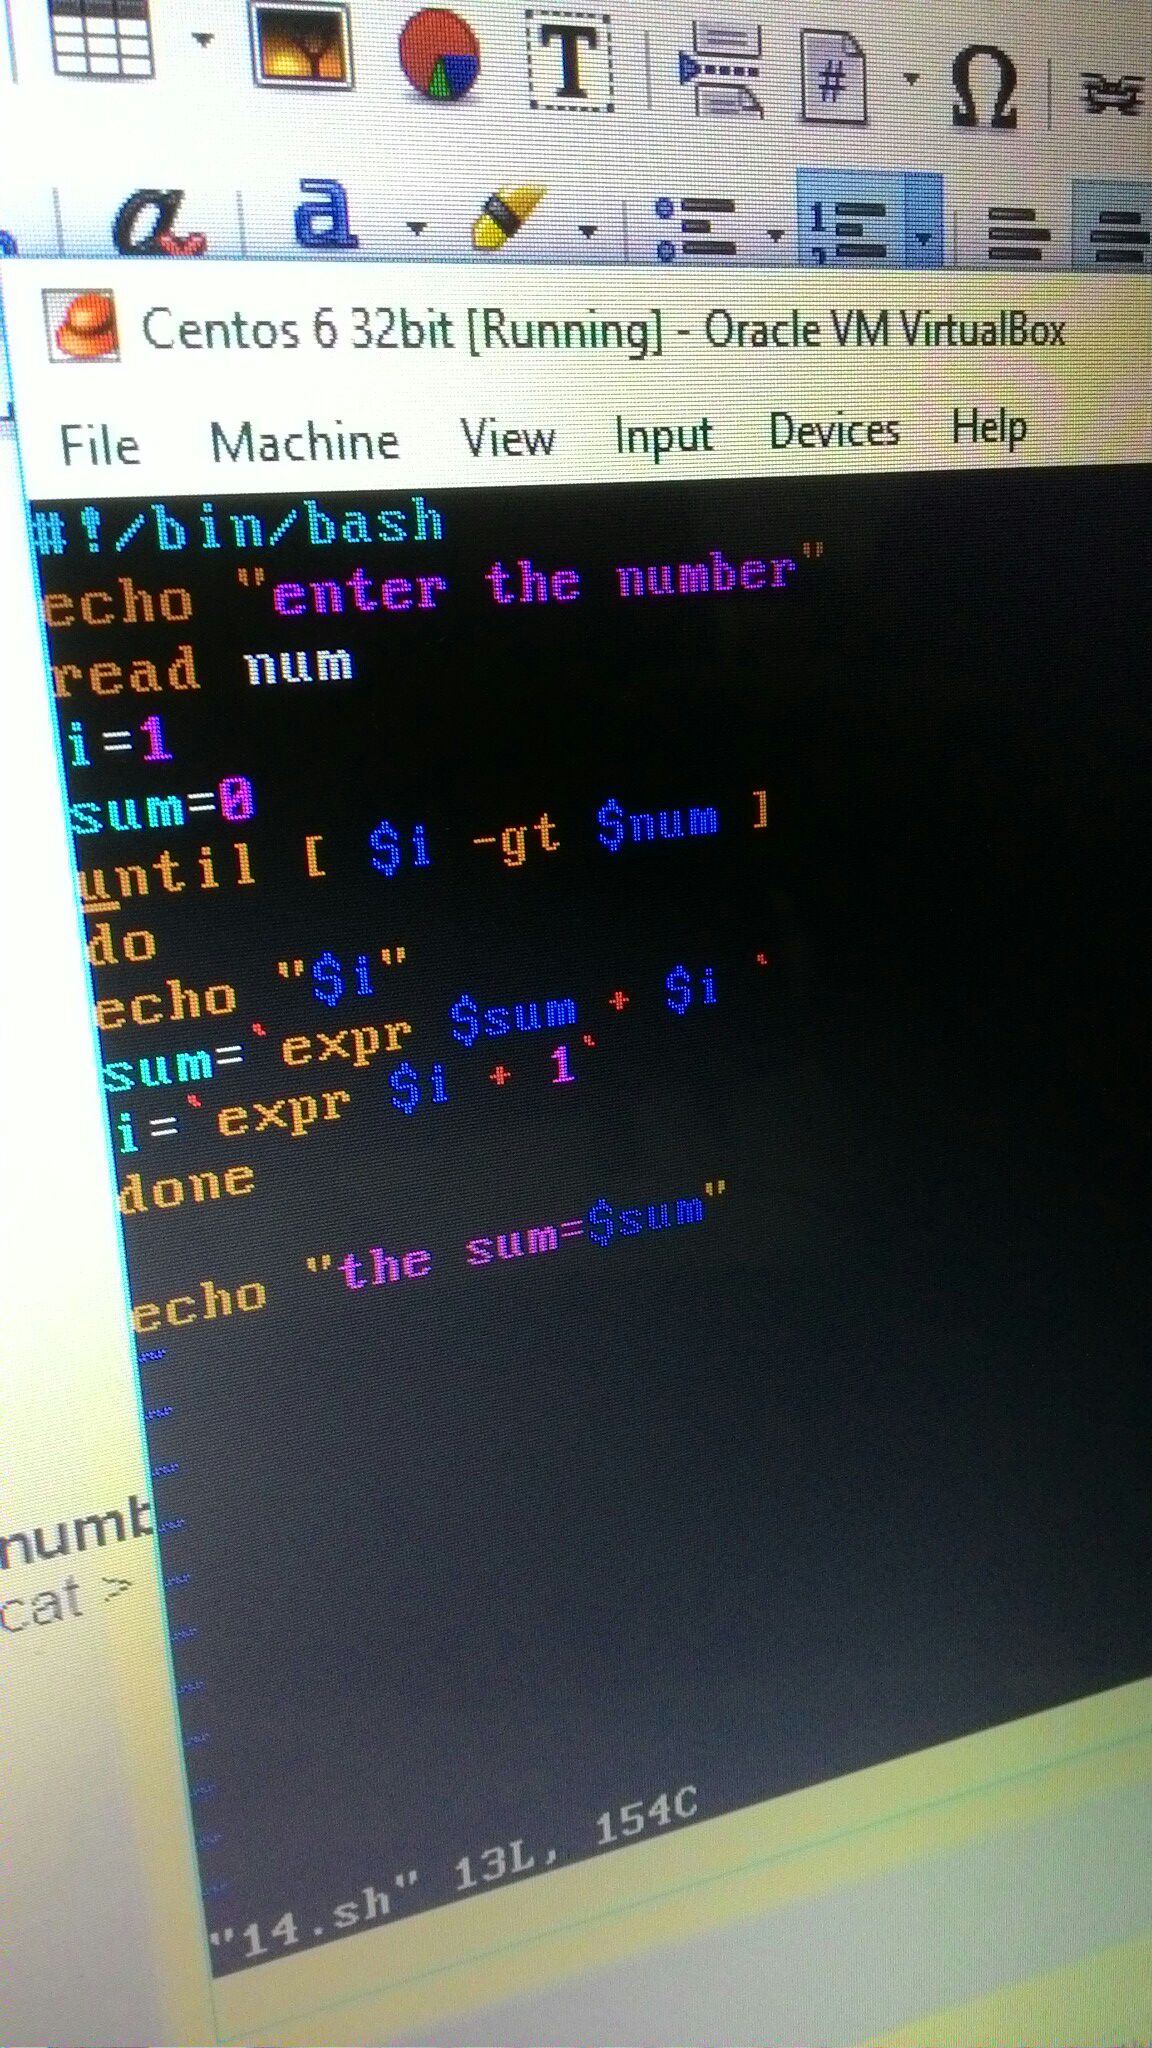 Centos 6 32bit [Running] - Oracle VM VirtualBox
File Machine View Input Devices Help
#!/bin/bash
echo "enter the number"
read num
i=1
sum=0
until [ $i -gt $num ]
do
echo "$i"
sum=`expr $sum + $i `
i=`expr $i + 1`
done
echo "the sum=$sum"
~
~
~
~
~
~
~
~
~
~
~
numb
cat >
"14.sh" 13L, 154C